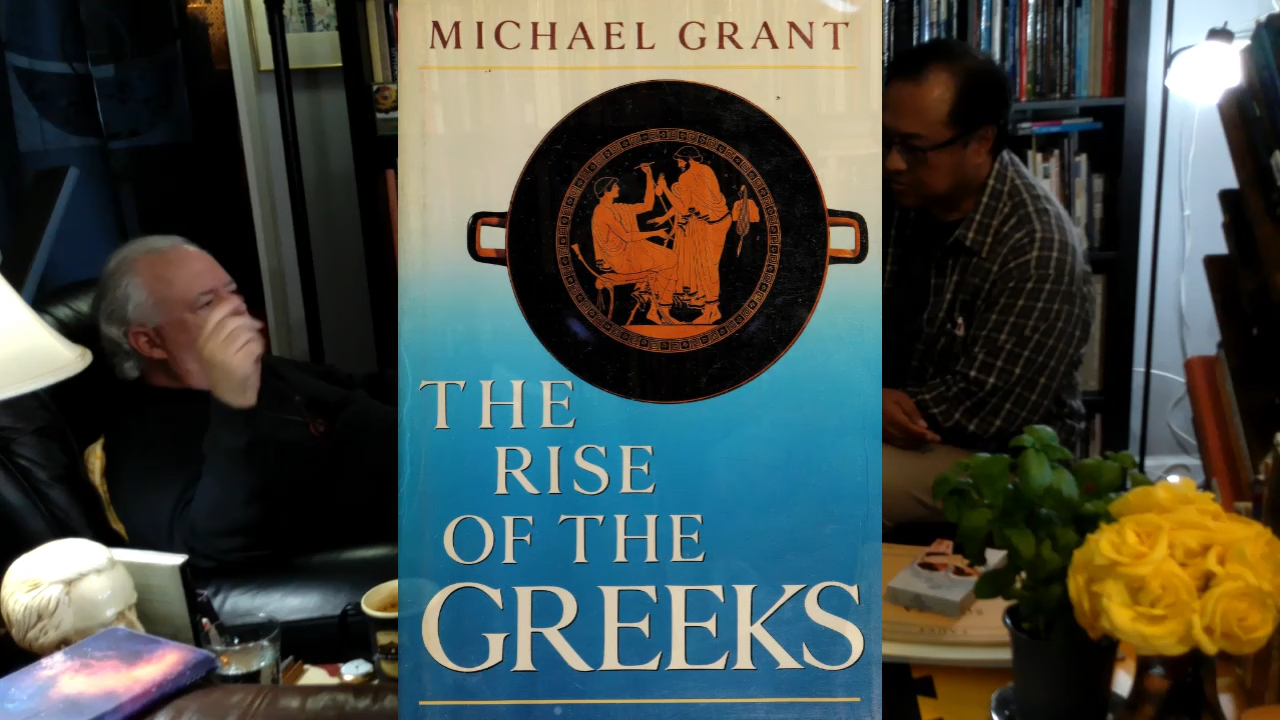 MICHAEL GRANT
THE
RISE
OF THE
GREEKS